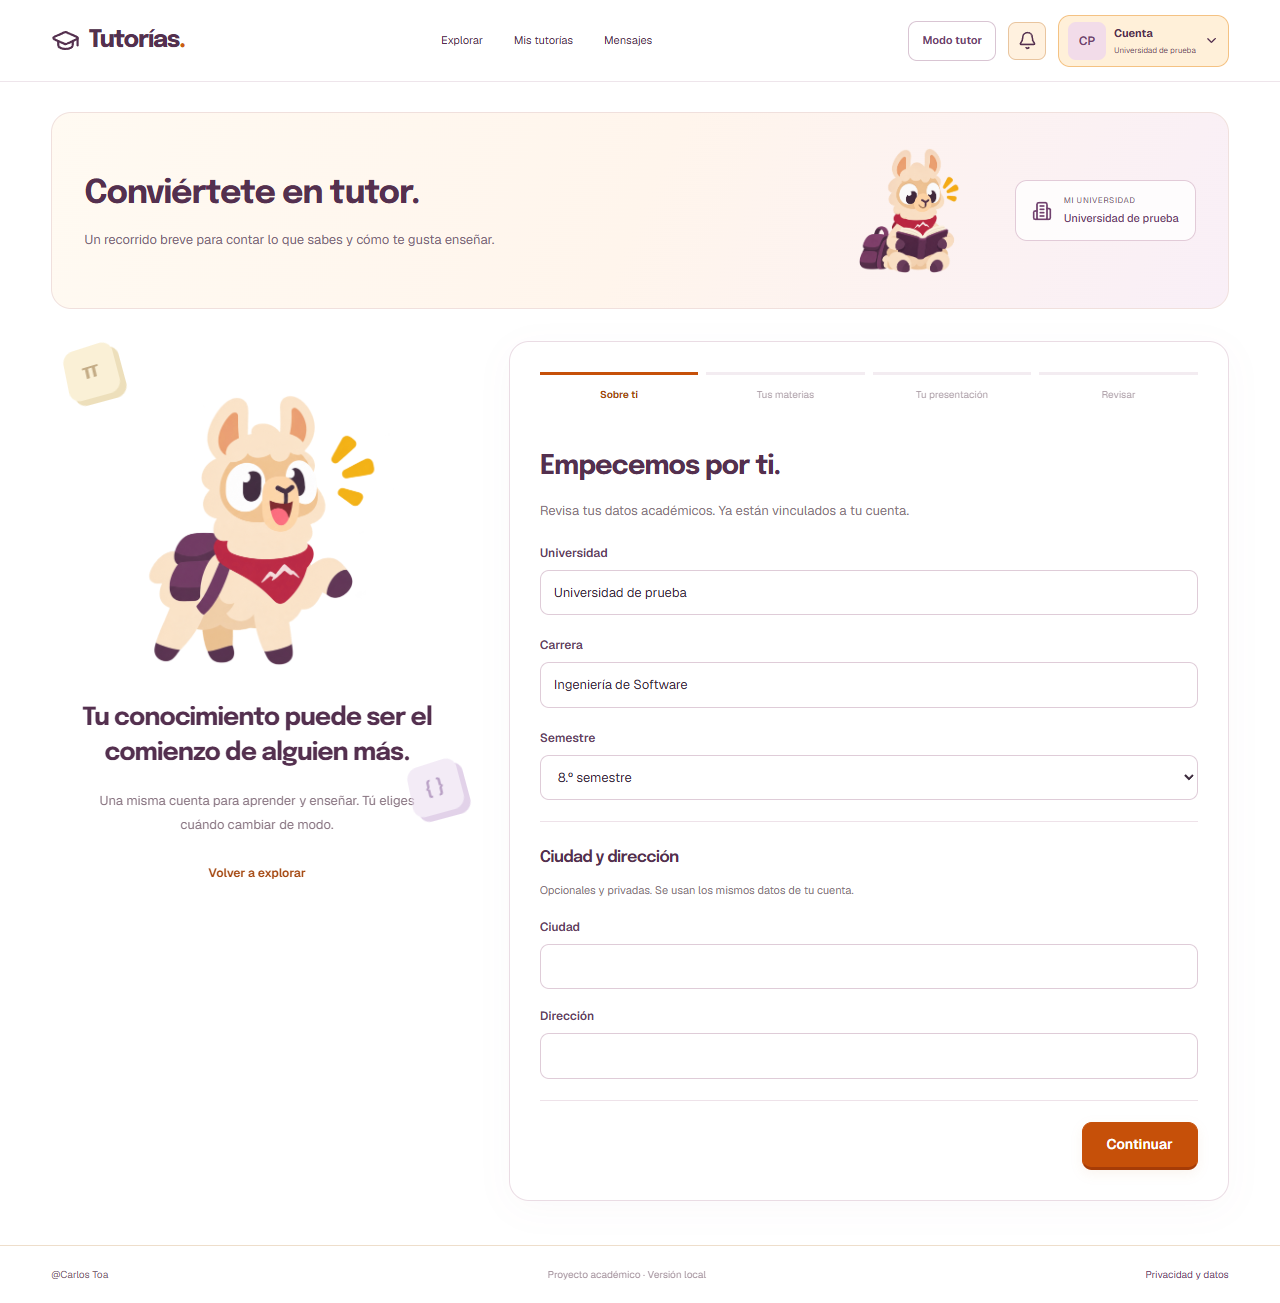 Tutorías.
Explorar
Mis tutorías
Mensajes
Modo tutor
CP
Cuenta
Universidad de prueba
Conviértete en tutor.
Un recorrido breve para contar lo que sabes y cómo te gusta enseñar.
MI UNIVERSIDAD
Universidad de prueba
π
Tu conocimiento puede ser el
comienzo de alguien más.
{ }
Una misma cuenta para aprender y enseñar. Tú eliges
cuándo cambiar de modo.
Volver a explorar
Sobre ti
Tus materias
Tu presentación
Revisar
Empecemos por ti.
Revisa tus datos académicos. Ya están vinculados a tu cuenta.
Universidad
Universidad de prueba
Carrera
Ingeniería de Software
Semestre
8.º semestre
Ciudad y dirección
Opcionales y privadas. Se usan los mismos datos de tu cuenta.
Ciudad
Dirección
Continuar
@Carlos Toa
Proyecto académico · Versión local
Privacidad y datos